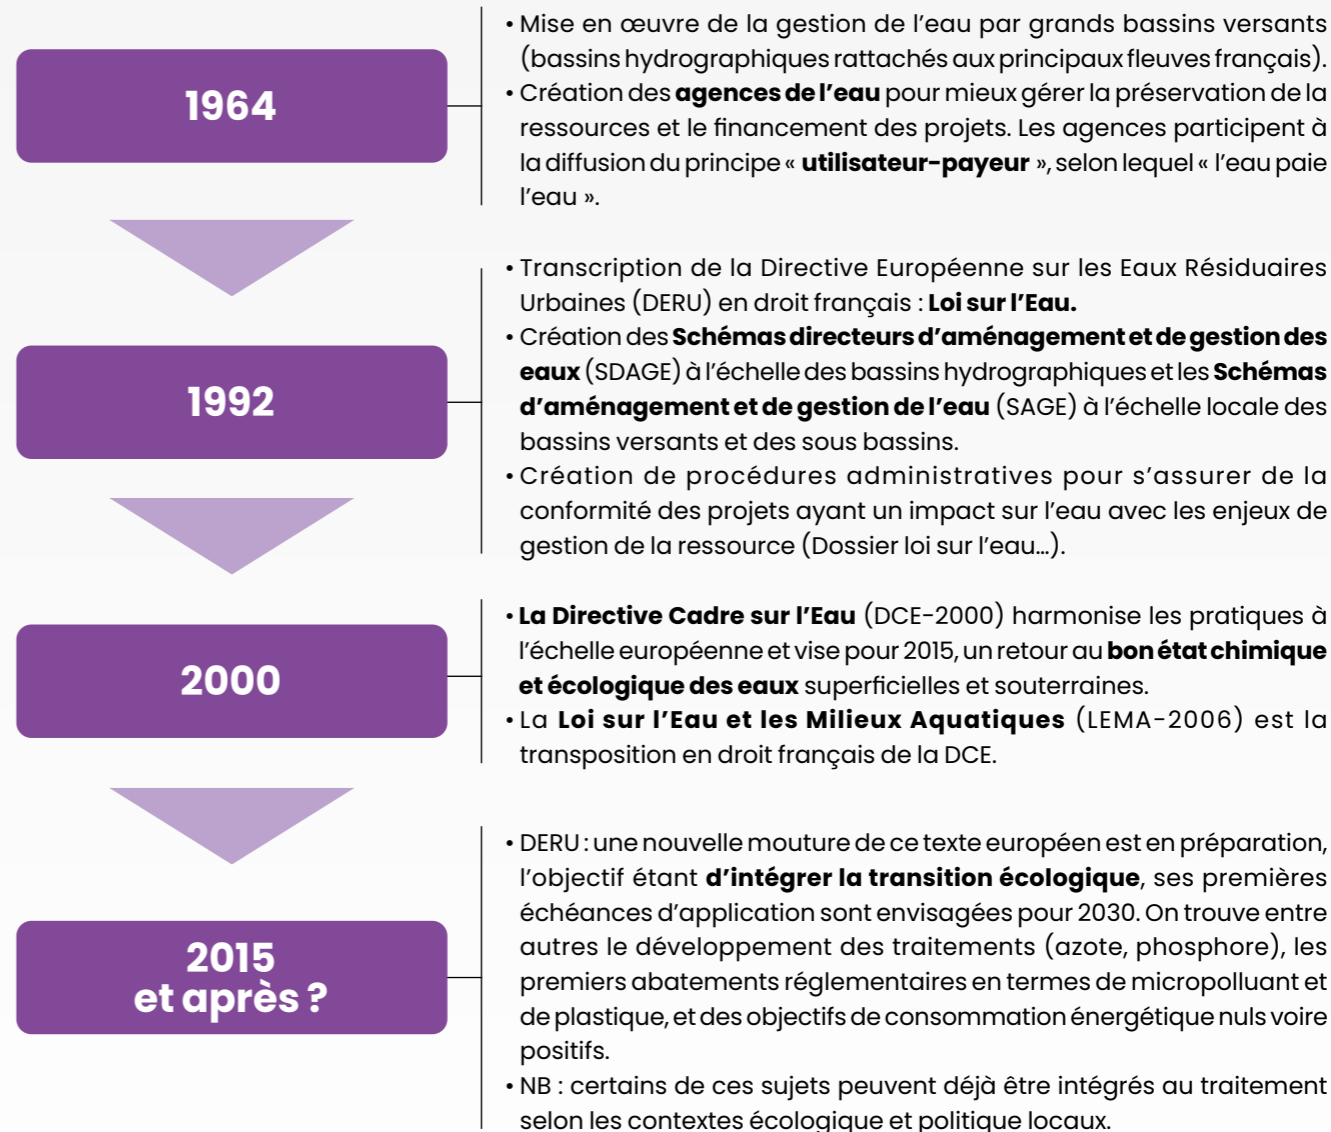 1964
• Mise en œuvre de la gestion de l’eau par grands bassins versants
(bassins hydrographiques rattachés aux principaux fleuves français).
• Création des agences de l’eau pour mieux gérer la préservation de la
ressources et le financement des projets. Les agences participent à
la diffusion du principe « utilisateur-payeur », selon lequel « l’eau paie
l’eau ».
1992
• Transcription de la Directive Européenne sur les Eaux Résiduaires
Urbaines (DERU) en droit français : Loi sur l’Eau.
• Création des Schémas directeurs d’aménagement et de gestion des
eaux (SDAGE) à l’échelle des bassins hydrographiques et les Schémas
d’aménagement et de gestion de l’eau (SAGE) à l’échelle locale des
bassins versants et des sous bassins.
• Création de procédures administratives pour s’assurer de la
conformité des projets ayant un impact sur l’eau avec les enjeux de
gestion de la ressource (Dossier loi sur l’eau…).
2000
• La Directive Cadre sur l’Eau (DCE-2000) harmonise les pratiques à
l’échelle européenne et vise pour 2015, un retour au bon état chimique
et écologique des eaux superficielles et souterraines.
• La Loi sur l’Eau et les Milieux Aquatiques (LEMA-2006) est la
transposition en droit français de la DCE.
2015
et après ?
• DERU : une nouvelle mouture de ce texte européen est en préparation,
l’objectif étant d’intégrer la transition écologique, ses premières
échéances d’application sont envisagées pour 2030. On trouve entre
autres le développement des traitements (azote, phosphore), les
premiers abatements réglementaires en termes de micropolluant et
de plastique, et des objectifs de consommation énergétique nuls voire
positifs.
• NB : certains de ces sujets peuvent déjà être intégrés au traitement
selon les contextes écologique et politique locaux.